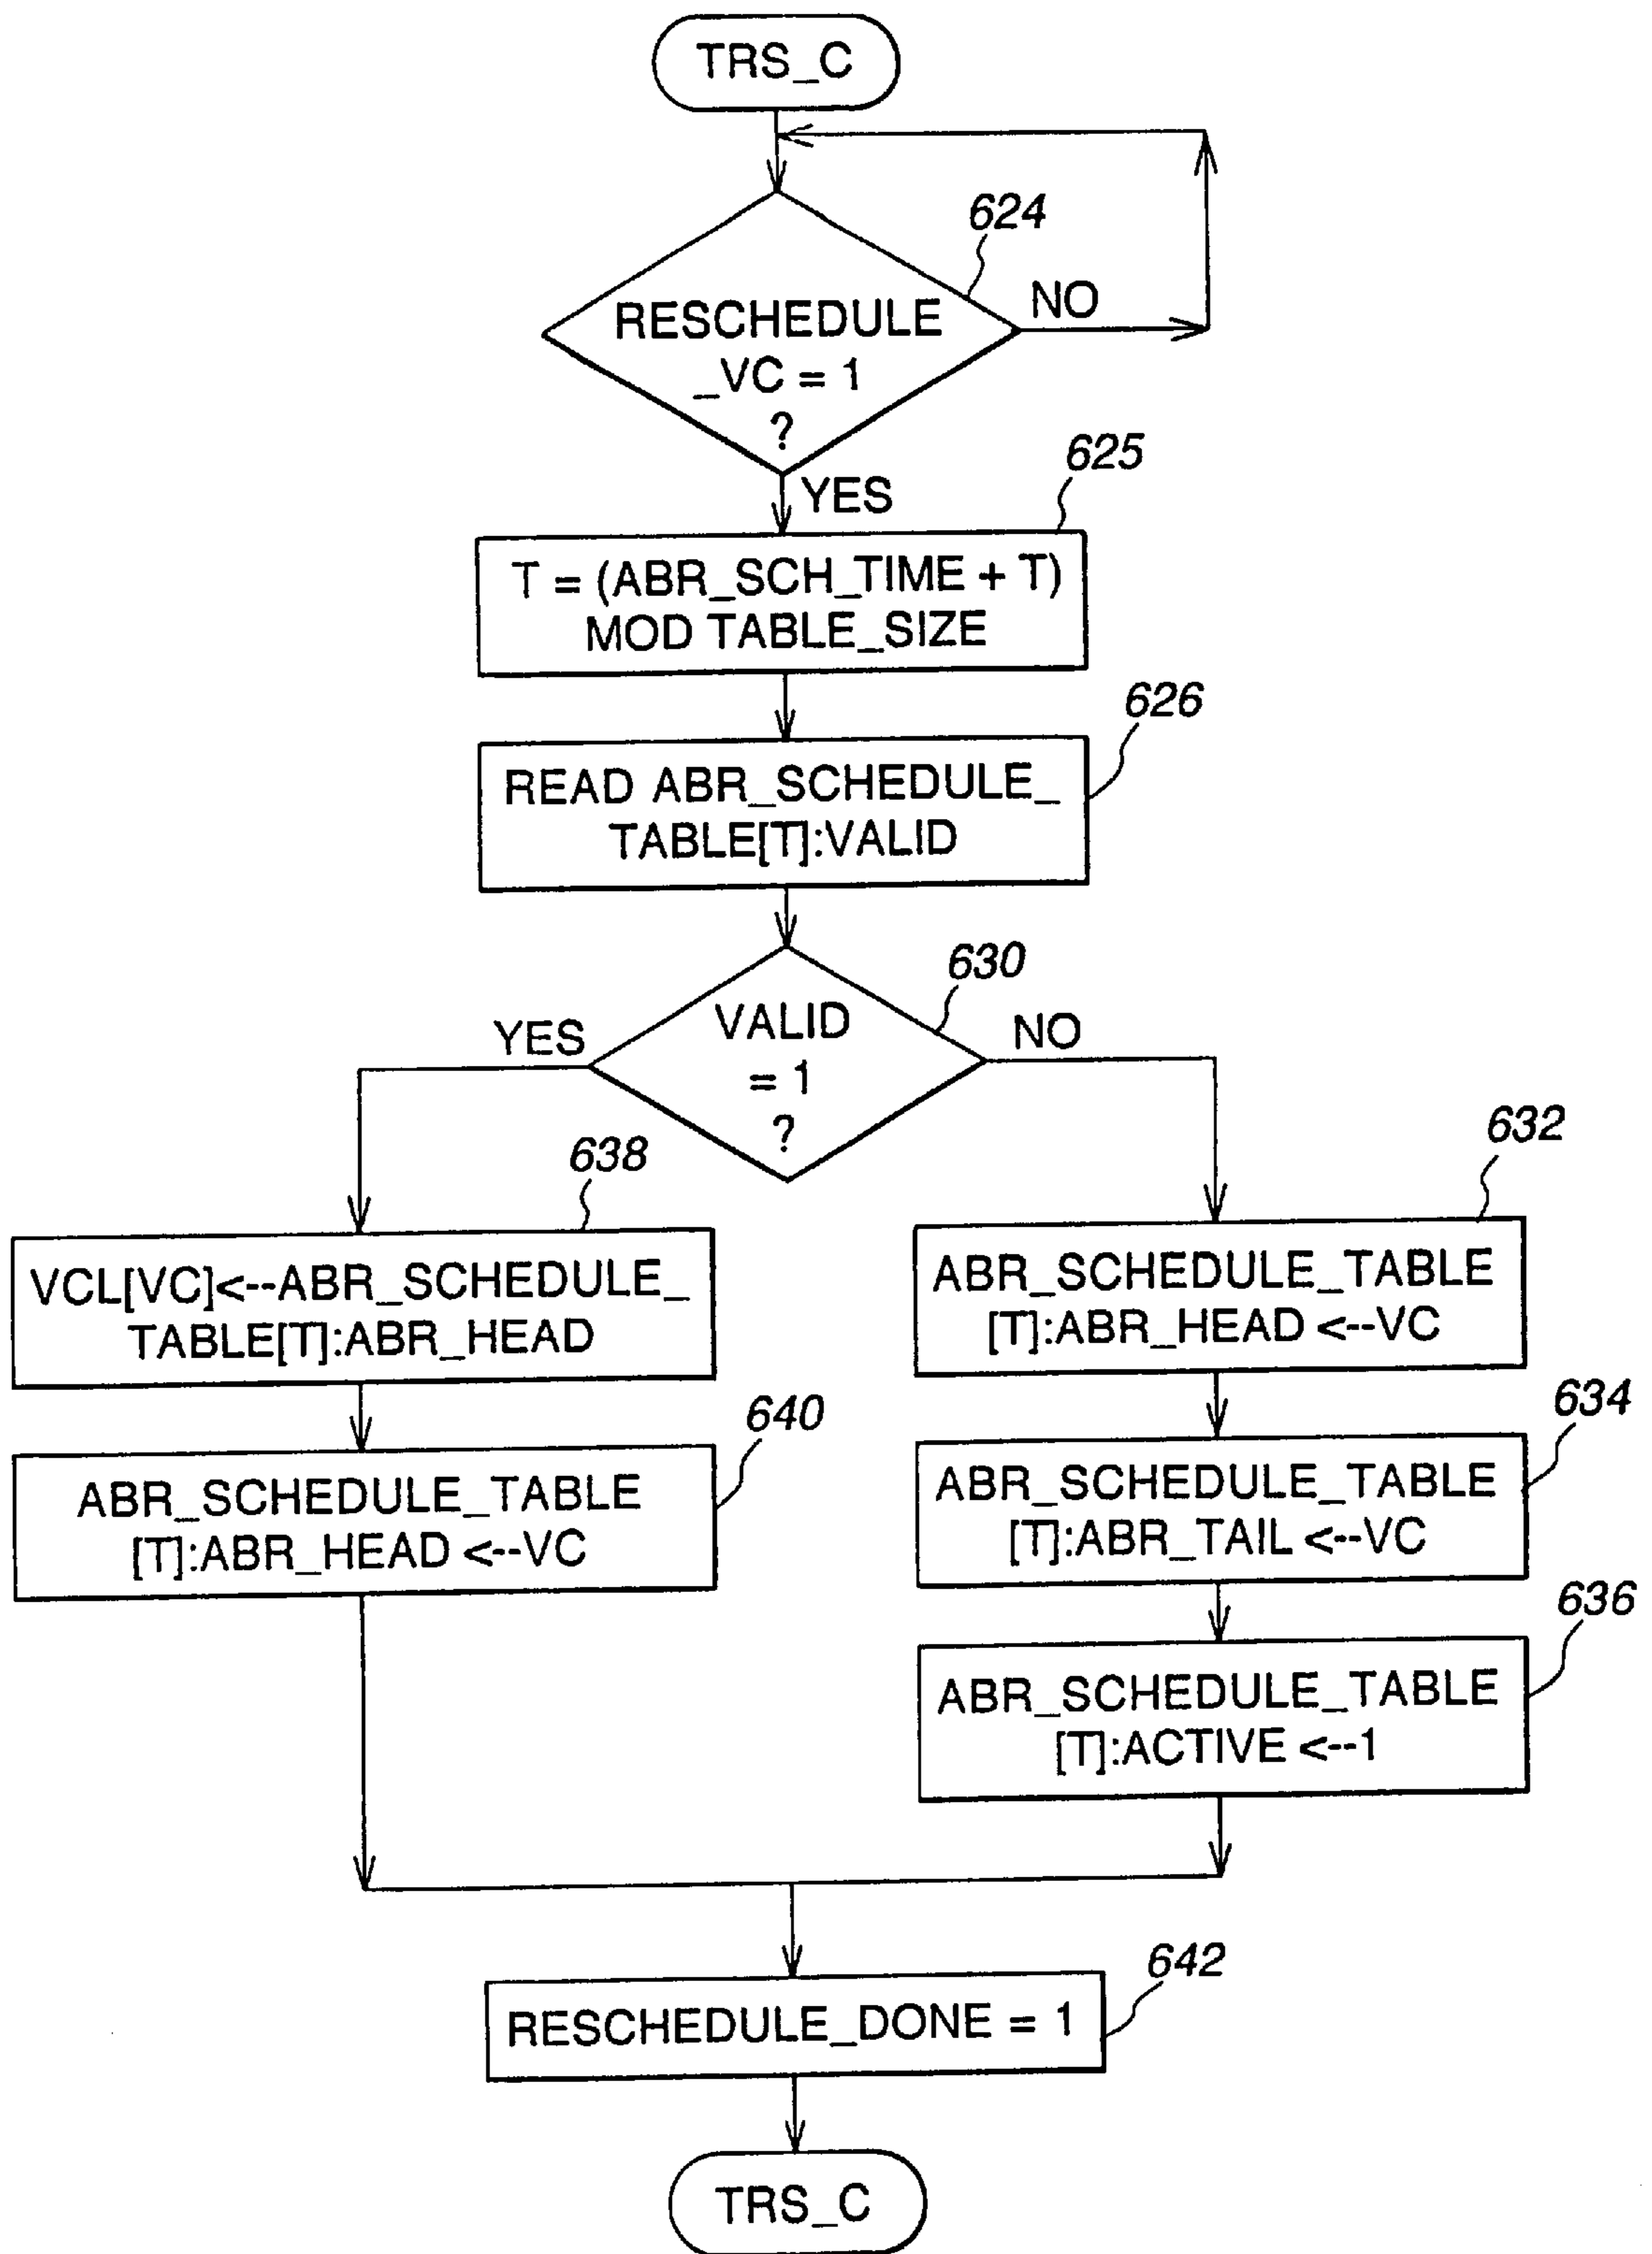 TRS_C
624
RESCHEDULE
_VC = 1
?
NO
YES
625
T = (ABR_SCH_TIME + T)
MOD TABLE_SIZE
626
READ ABR_SCHEDULE_
TABLE[T]:VALID
630
VALID
= 1
?
YES
NO
638
VCL[VC]<--ABR_SCHEDULE_
TABLE[T]:ABR_HEAD
640
ABR_SCHEDULE_TABLE
[T]:ABR_HEAD <--VC
632
ABR_SCHEDULE_TABLE
[T]:ABR_HEAD <--VC
634
ABR_SCHEDULE_TABLE
[T]:ABR_TAIL <--VC
636
ABR_SCHEDULE_TABLE
[T]:ACTIVE <--1
642
RESCHEDULE_DONE = 1
TRS_C